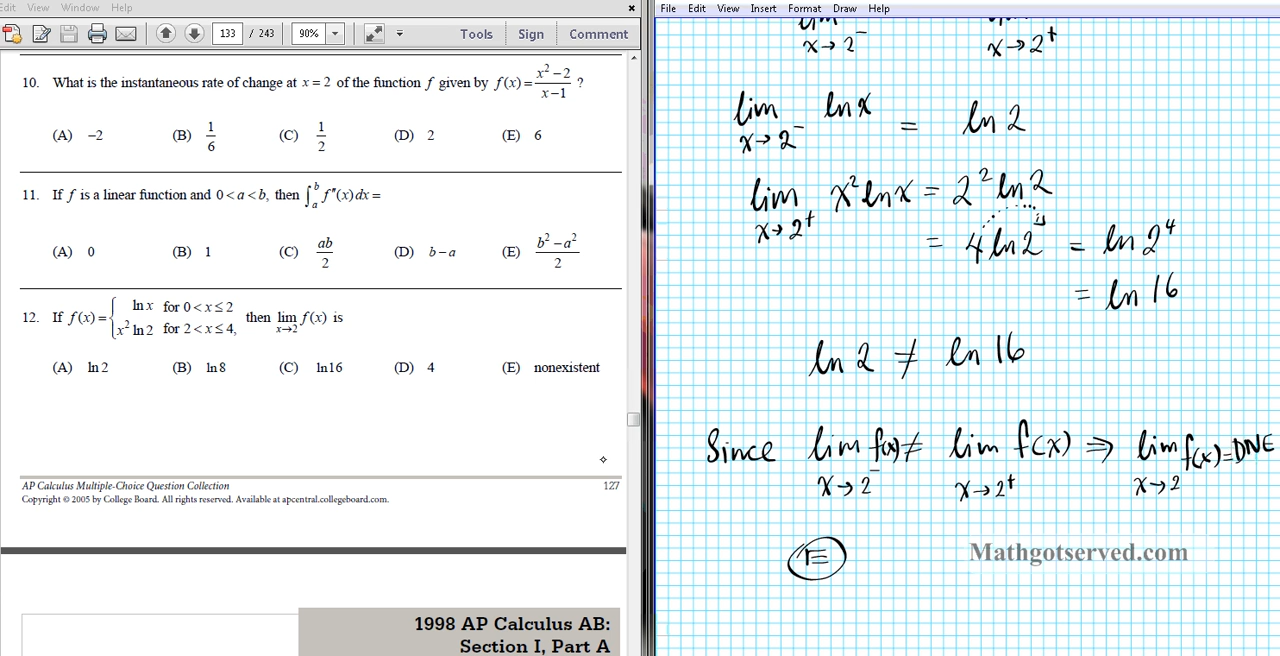 Edit View Window Help
133 / 243 90% Tools Sign Comment
10. What is the instantaneous rate of change at x = 2 of the function f given by f(x) = (x² − 2)/(x − 1) ?
(A) −2 (B) 1/6 (C) 1/2 (D) 2 (E) 6
11. If f is a linear function and 0 < a < b, then ∫ₐᵇ f″(x) dx =
(A) 0 (B) 1 (C) ab/2 (D) b − a (E) (b² − a²)/2
12. If f(x) = { ln x for 0 < x ≤ 2
x² ln 2 for 2 < x ≤ 4, then lim x→2 f(x) is
(A) ln 2 (B) ln 8 (C) ln 16 (D) 4 (E) nonexistent
AP Calculus Multiple-Choice Question Collection 127
Copyright © 2005 by College Board. All rights reserved. Available at apcentral.collegeboard.com.
1998 AP Calculus AB:
Section I, Part A
File Edit View Insert Format Draw Help
x→2⁻ x→2⁺
lim x→2⁻ ln x = ln 2
lim x→2⁺ x² ln x = 2² ln 2
= 4 ln 2 = ln 2⁴
= ln 16
ln 2 ≠ ln 16
Since lim x→2⁻ f(x) ≠ lim x→2⁺ f(x) ⇒ lim x→2 f(x) = DNE
E
Mathgotserved.com